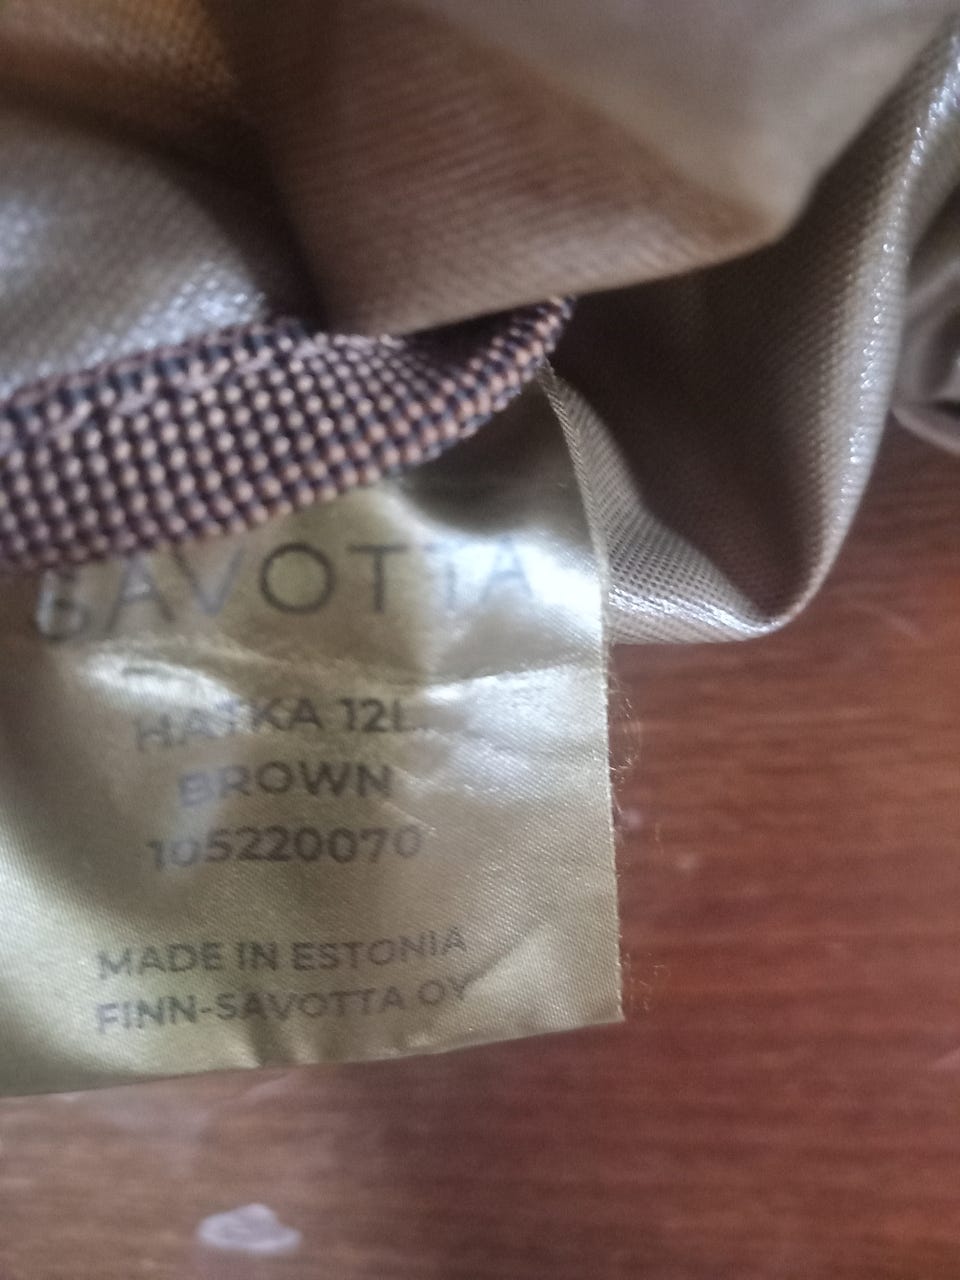 SAVOTTA
HATKA 12L
BROWN
105220070
MADE IN ESTONIA
FINN-SAVOTTA OY